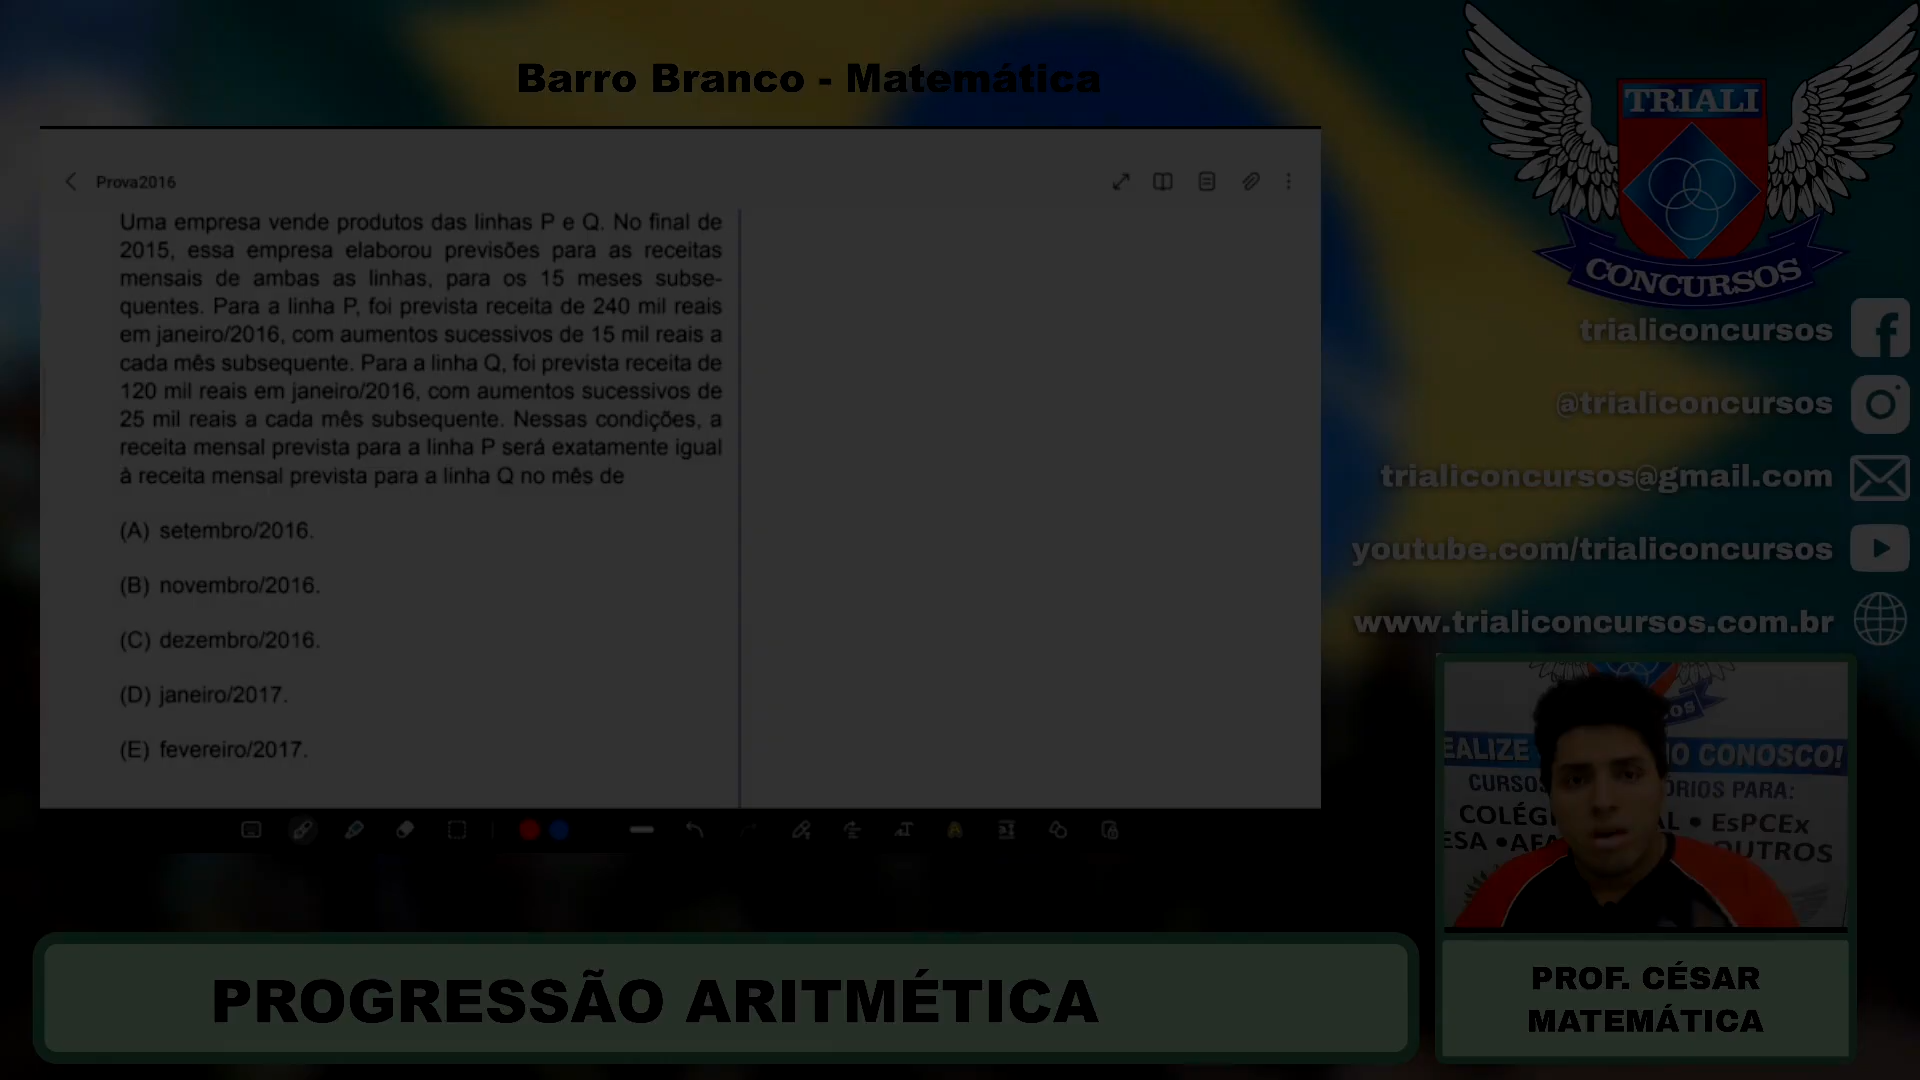 Barro Branco - Matemática
Prova2016
Uma empresa vende produtos das linhas P e Q. No final de
2015, essa empresa elaborou previsões para as receitas
mensais de ambas as linhas, para os 15 meses subse-
quentes. Para a linha P, foi prevista receita de 240 mil reais
em janeiro/2016, com aumentos sucessivos de 15 mil reais a
cada mês subsequente. Para a linha Q, foi prevista receita de
120 mil reais em janeiro/2016, com aumentos sucessivos de
25 mil reais a cada mês subsequente. Nessas condições, a
receita mensal prevista para a linha P será exatamente igual
à receita mensal prevista para a linha Q no mês de
(A) setembro/2016.
(B) novembro/2016.
(C) dezembro/2016.
(D) janeiro/2017.
(E) fevereiro/2017.
TRIALI
CONCURSOS
trialiconcursos
@trialiconcursos
trialiconcursos@gmail.com
youtube.com/trialiconcursos
www.trialiconcursos.com.br
CONOSCO!
PARA:
• EsPCEx
OUTROS
PROGRESSÃO ARITMÉTICA
PROF. CÉSAR
MATEMÁTICA